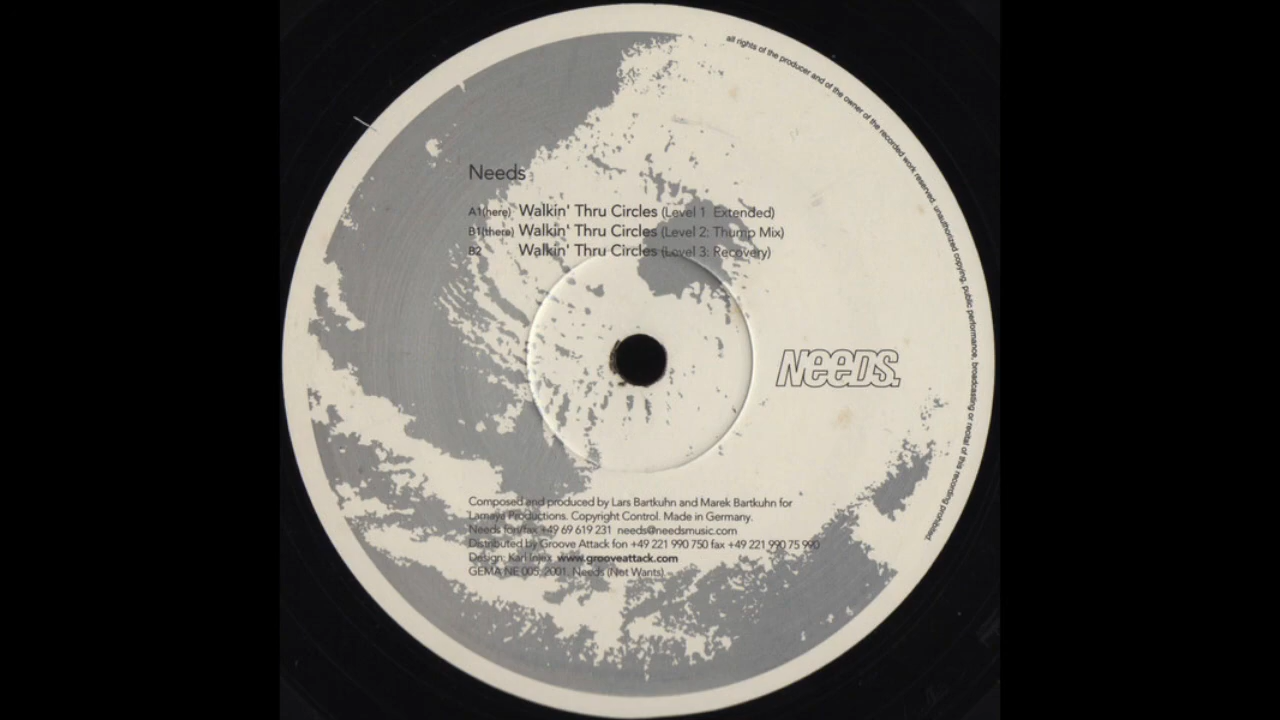 all rights of the producer and of the owner of the recorded work reserved. unauthorized copying, public performance, broadcasting or recital of this recording prohibited
Needs
A1(here) Walkin' Thru Circles (Level 1 Extended)
B1(there) Walkin' Thru Circles (Level 2: Thump Mix)
B2 Walkin' Thru Circles (Level 3: Recovery)
NEEDS.
Composed and produced by Lars Bartkuhn and Marek Bartkuhn for
Lamaya Productions. Copyright Control. Made in Germany.
Needs fon/fax +49 69 619 231 needs@needsmusic.com
Distributed by Groove Attack fon +49 221 990 750 fax +49 221 990 75 990
Design: Karl Injex www.grooveattack.com
GEMA NE 005, 2001. Needs (Not Wants).